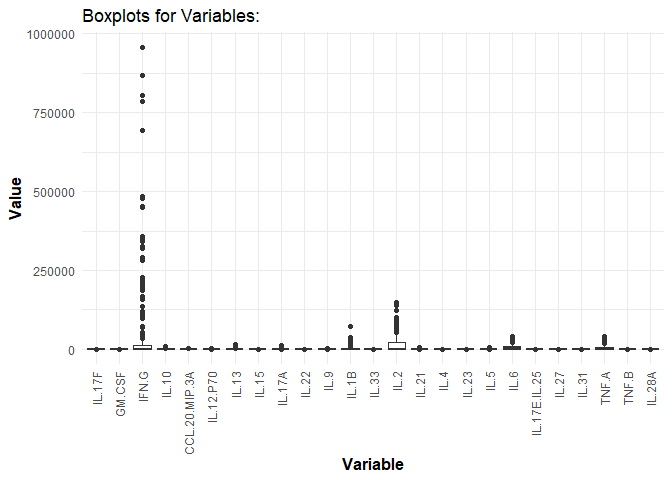 Boxplots for Variables:
1000000
750000
500000
250000
0
Value
IL.17F
GM.CSF
IFN.G
IL.10
CCL.20.MIP.3A
IL.12.P70
IL.13
IL.15
IL.17A
IL.22
IL.9
IL.1B
IL.33
IL.2
IL.21
IL.4
IL.23
IL.5
IL.6
IL.17E.IL.25
IL.27
IL.31
TNF.A
TNF.B
IL.28A
Variable